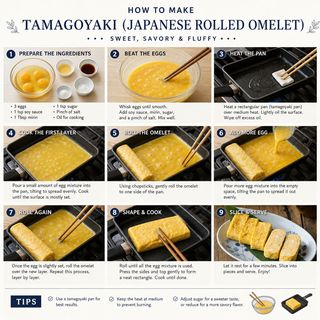 HOW TO MAKE
TAMAGOYAKI (JAPANESE ROLLED OMELET)
SWEET, SAVORY & FLUFFY
1 PREPARE THE INGREDIENTS
• 3 eggs
• 1 tsp soy sauce
• 1 Tbsp mirin
• 1 tsp sugar
• Pinch of salt
• Oil for cooking
2 BEAT THE EGGS
Whisk eggs until smooth.
Add soy sauce, mirin, sugar,
and a pinch of salt. Mix well.
3 HEAT THE PAN
Heat a rectangular pan (tamagoyaki pan)
over medium heat. Lightly oil the surface.
Wipe off excess oil.
4 COOK THE FIRST LAYER
Pour a small amount of egg mixture into
the pan, tilting to spread evenly. Cook
until the surface is mostly set.
5 ROLL THE OMELET
Using chopsticks, gently roll the omelet
to one side of the pan.
6 ADD MORE EGG
Pour more egg mixture into the empty
space, tilting the pan to spread it out
evenly.
7 ROLL AGAIN
Once the egg is slightly set, roll the
omelet over the new layer. Repeat this process,
layer by layer.
8 SHAPE & COOK
Roll until all the egg mixture is used.
Press the sides and top gently to form a
neat rectangle. Cook until done.
9 SLICE & SERVE
Let it rest for a few minutes. Slice into
pieces and serve. Enjoy!
TIPS
Use a tamagoyaki pan for
best results.
Keep the heat at medium
to prevent burning.
Adjust sugar for a sweeter taste,
or reduce for a more savory flavor.